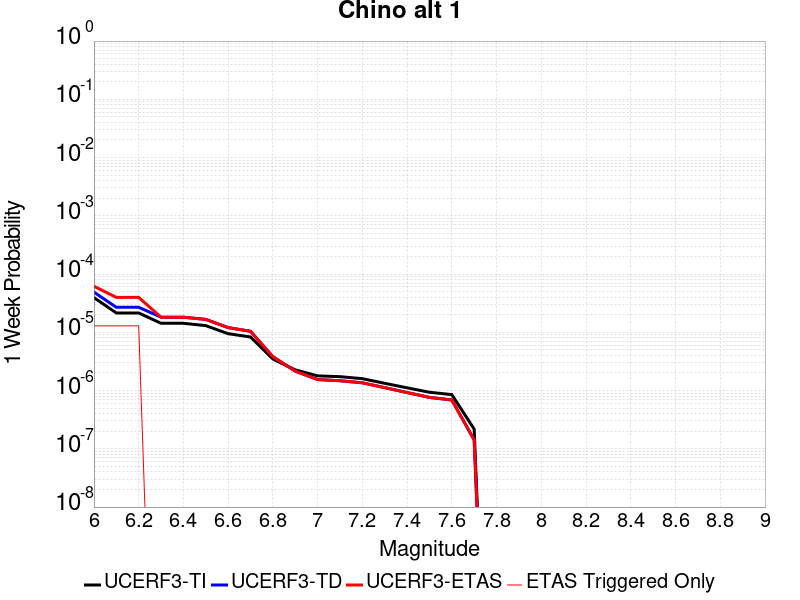 Chino alt 1
10^0
10^-1
10^-2
10^-3
10^-4
10^-5
10^-6
10^-7
10^-8
1 Week Probability
6 6.2 6.4 6.6 6.8 7 7.2 7.4 7.6 7.8 8 8.2 8.4 8.6 8.8 9
Magnitude
UCERF3-TI UCERF3-TD UCERF3-ETAS ETAS Triggered Only